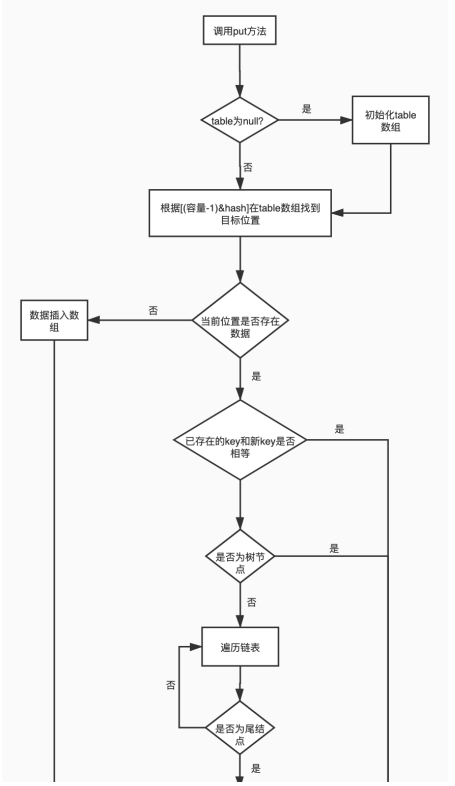 调用put方法
table为null?
是
初始化table
数组
否
根据[(容量-1)&hash]在table数组找到
目标位置
否
数据插入数
组
当前位置是否存在
数据
是
已存在的key和新key是否
相等
是
是否为树节
点
是
否
遍历链表
否
是否为尾结
点
是